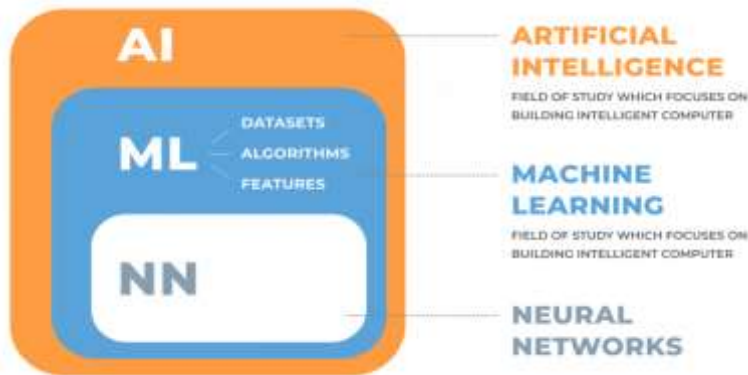 AI
ML
DATASETS
ALGORITHMS
FEATURES
NN
ARTIFICIAL
INTELLIGENCE
FIELD OF STUDY WHICH FOCUSES ON
BUILDING INTELLIGENT COMPUTER
MACHINE
LEARNING
FIELD OF STUDY WHICH FOCUSES ON
BUILDING INTELLIGENT COMPUTER
NEURAL
NETWORKS